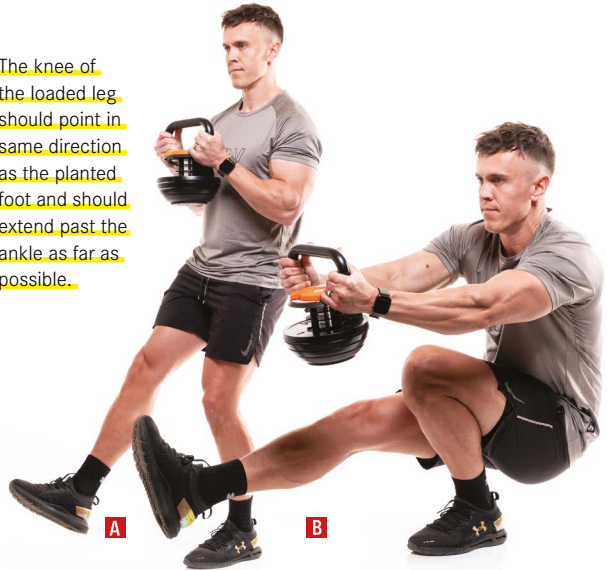 The knee of
the loaded leg
should point in
same direction
as the planted
foot and should
extend past the
ankle as far as
possible.
A
B